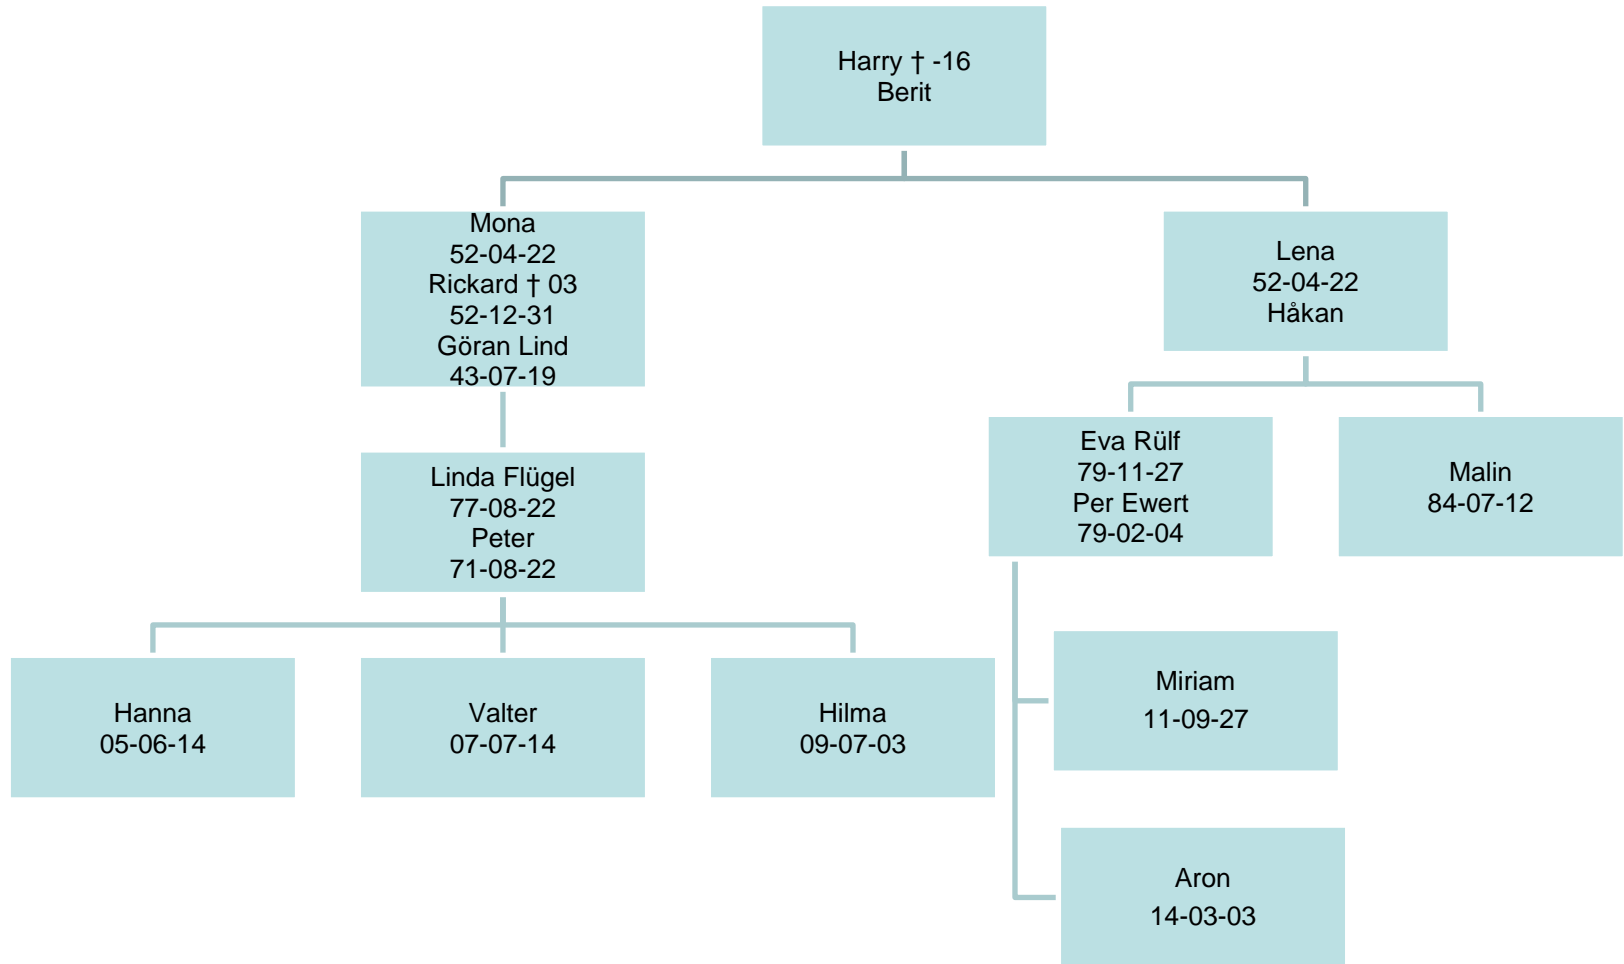 Harry † -16
Berit
Mona
52-04-22
Rickard † 03
52-12-31
Göran Lind
43-07-19
Lena
52-04-22
Håkan
Linda Flügel
77-08-22
Peter
71-08-22
Eva Rülf
79-11-27
Per Ewert
79-02-04
Malin
84-07-12
Hanna
05-06-14
Valter
07-07-14
Hilma
09-07-03
Miriam
11-09-27
Aron
14-03-03